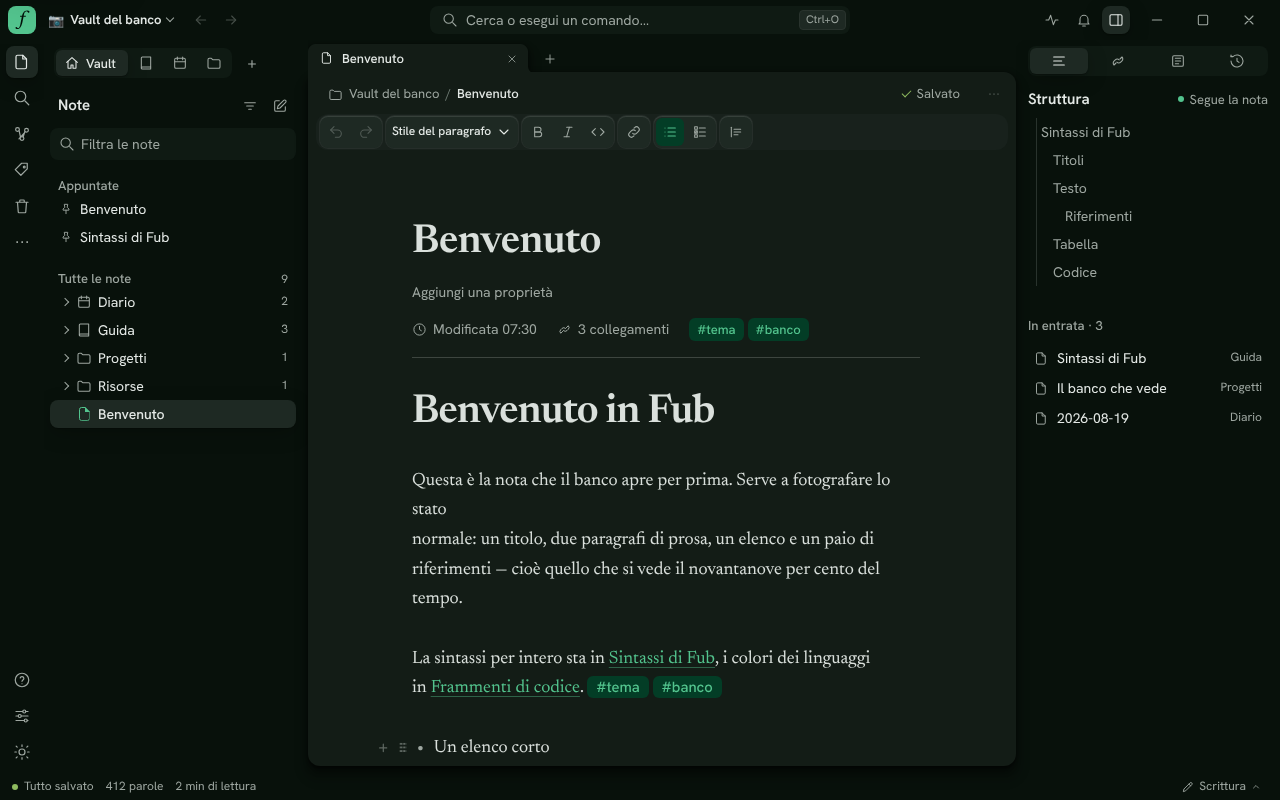 f
Vault del banco
Cerca o esegui un comando…
Ctrl+O
Vault
Note
Filtra le note
Appuntate
Benvenuto
Sintassi di Fub
Tutte le note 9
Diario 2
Guida 3
Progetti 1
Risorse 1
Benvenuto
Benvenuto
Vault del banco / Benvenuto
Salvato
Stile del paragrafo
B I
Benvenuto
Aggiungi una proprietà
Modificata 07:30 3 collegamenti #tema #banco
Benvenuto in Fub
Questa è la nota che il banco apre per prima. Serve a fotografare lo
stato
normale: un titolo, due paragrafi di prosa, un elenco e un paio di
riferimenti — cioè quello che si vede il novantanove per cento del
tempo.
La sintassi per intero sta in Sintassi di Fub, i colori dei linguaggi
in Frammenti di codice. #tema #banco
• Un elenco corto
Struttura
Segue la nota
Sintassi di Fub
Titoli
Testo
Riferimenti
Tabella
Codice
In entrata · 3
Sintassi di Fub Guida
Il banco che vede Progetti
2026-08-19 Diario
Tutto salvato 412 parole 2 min di lettura
Scrittura